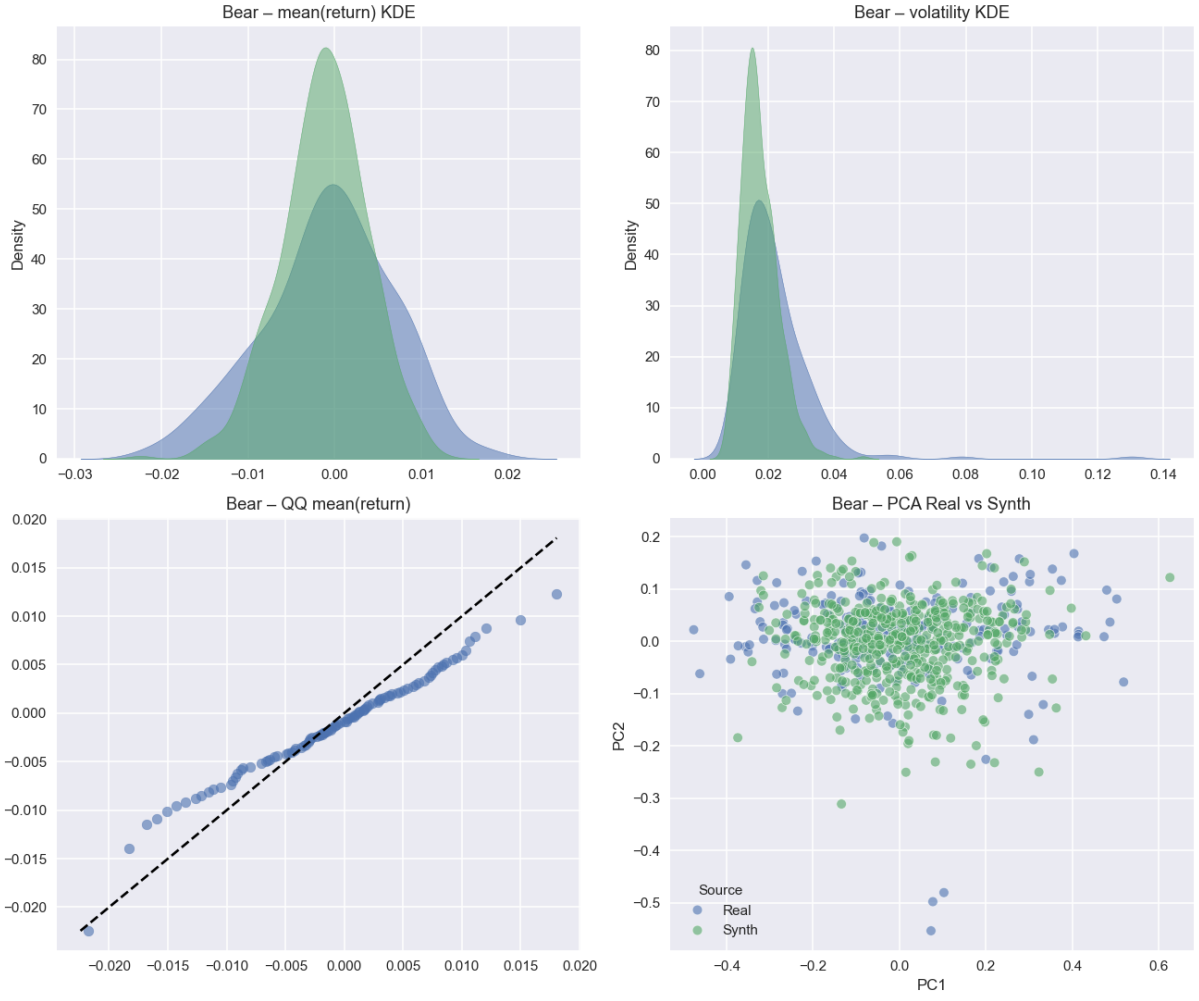 Bear – mean(return) KDE
Density
80
70
60
50
40
30
20
10
0
−0.03 −0.02 −0.01 0.00 0.01 0.02
Bear – volatility KDE
Density
80
70
60
50
40
30
20
10
0
0.00 0.02 0.04 0.06 0.08 0.10 0.12 0.14
Bear – QQ mean(return)
0.020
0.015
0.010
0.005
0.000
−0.005
−0.010
−0.015
−0.020
−0.020 −0.015 −0.010 −0.005 0.000 0.005 0.010 0.015 0.020
Bear – PCA Real vs Synth
PC2
0.2
0.1
0.0
−0.1
−0.2
−0.3
−0.4
−0.5
Source
Real
Synth
−0.4 −0.2 0.0 0.2 0.4 0.6
PC1